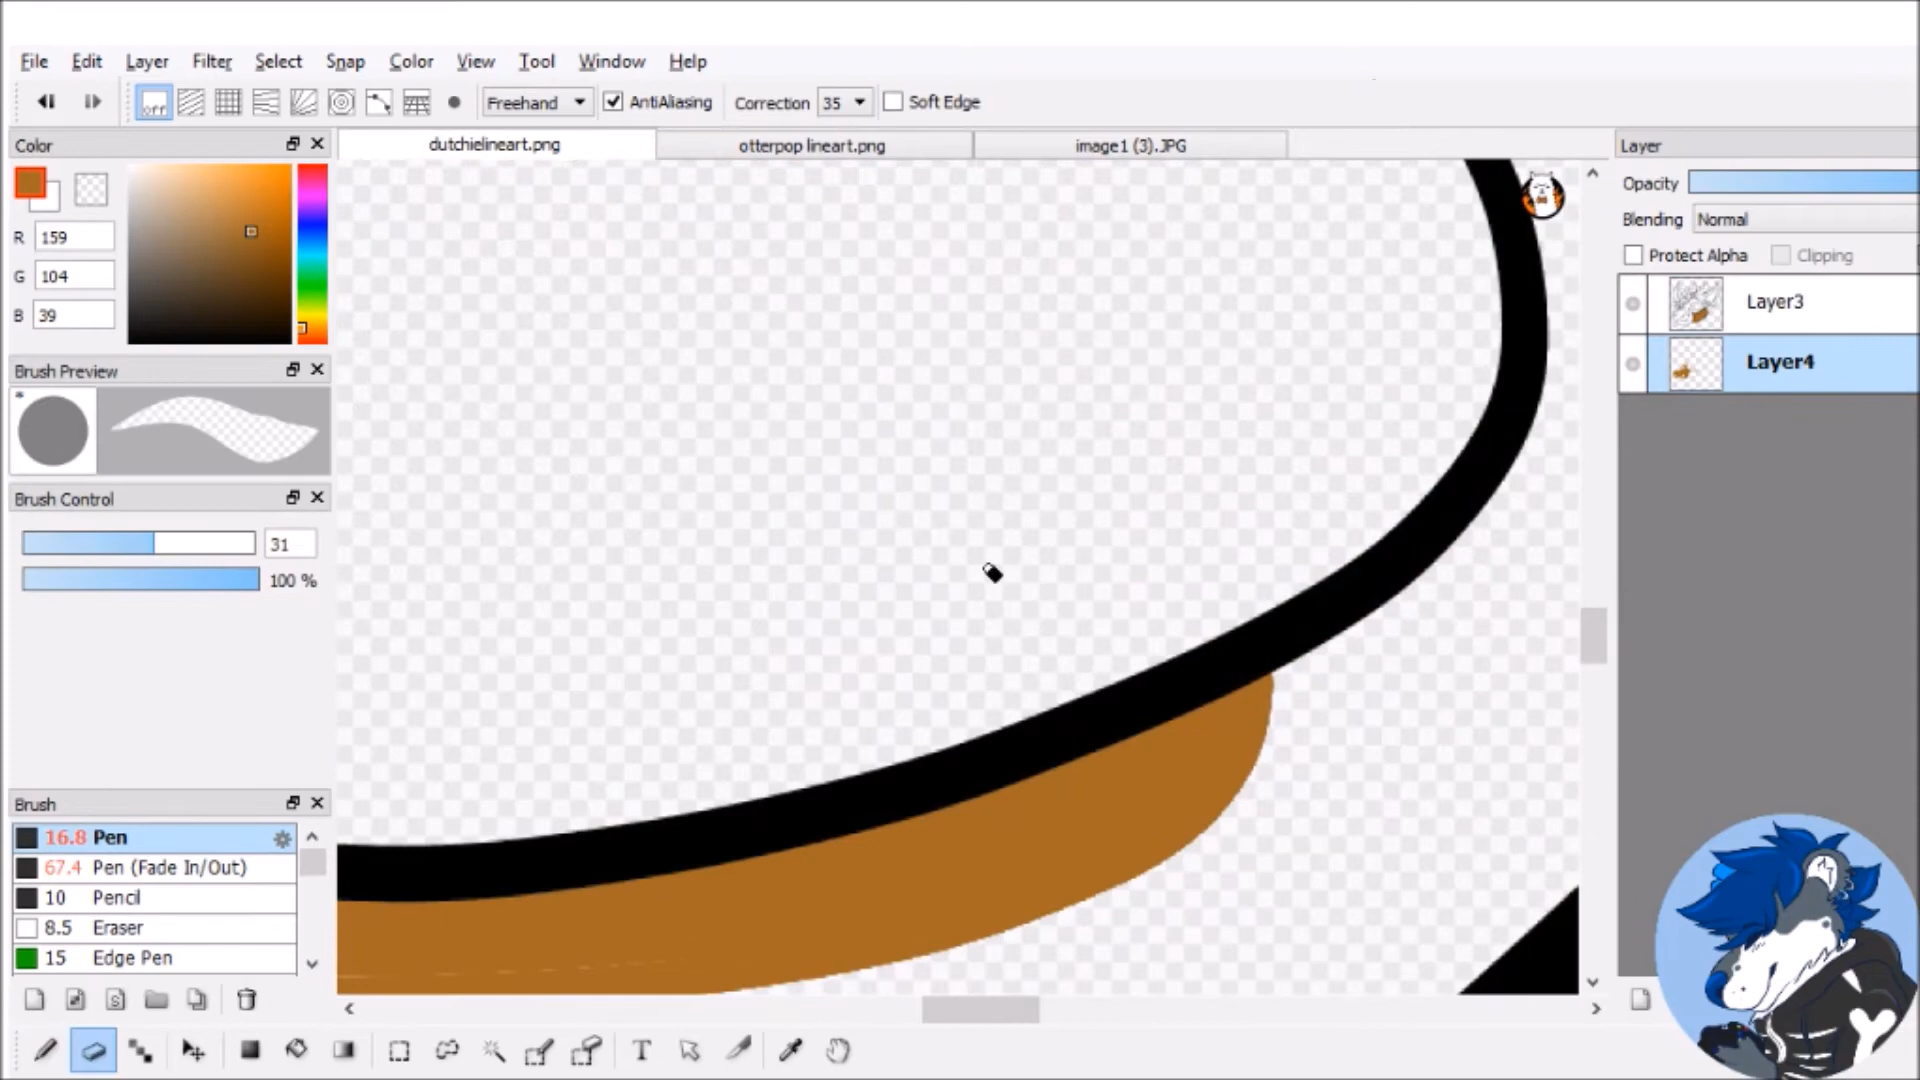 File Edit Layer Filter Select Snap Color View Tool Window Help
off Freehand AntiAliasing Correction 35 Soft Edge
Color
dutchielineart.png
otterpop lineart.png
image1 (3).JPG
Layer
R 159
G 104
B 39
Opacity
Blending Normal
Protect Alpha Clipping
Layer3
Layer4
Brush Preview
*
Brush Control
31
100 %
Brush
16.8 Pen
67.4 Pen (Fade In/Out)
10 Pencil
8.5 Eraser
15 Edge Pen
S
T